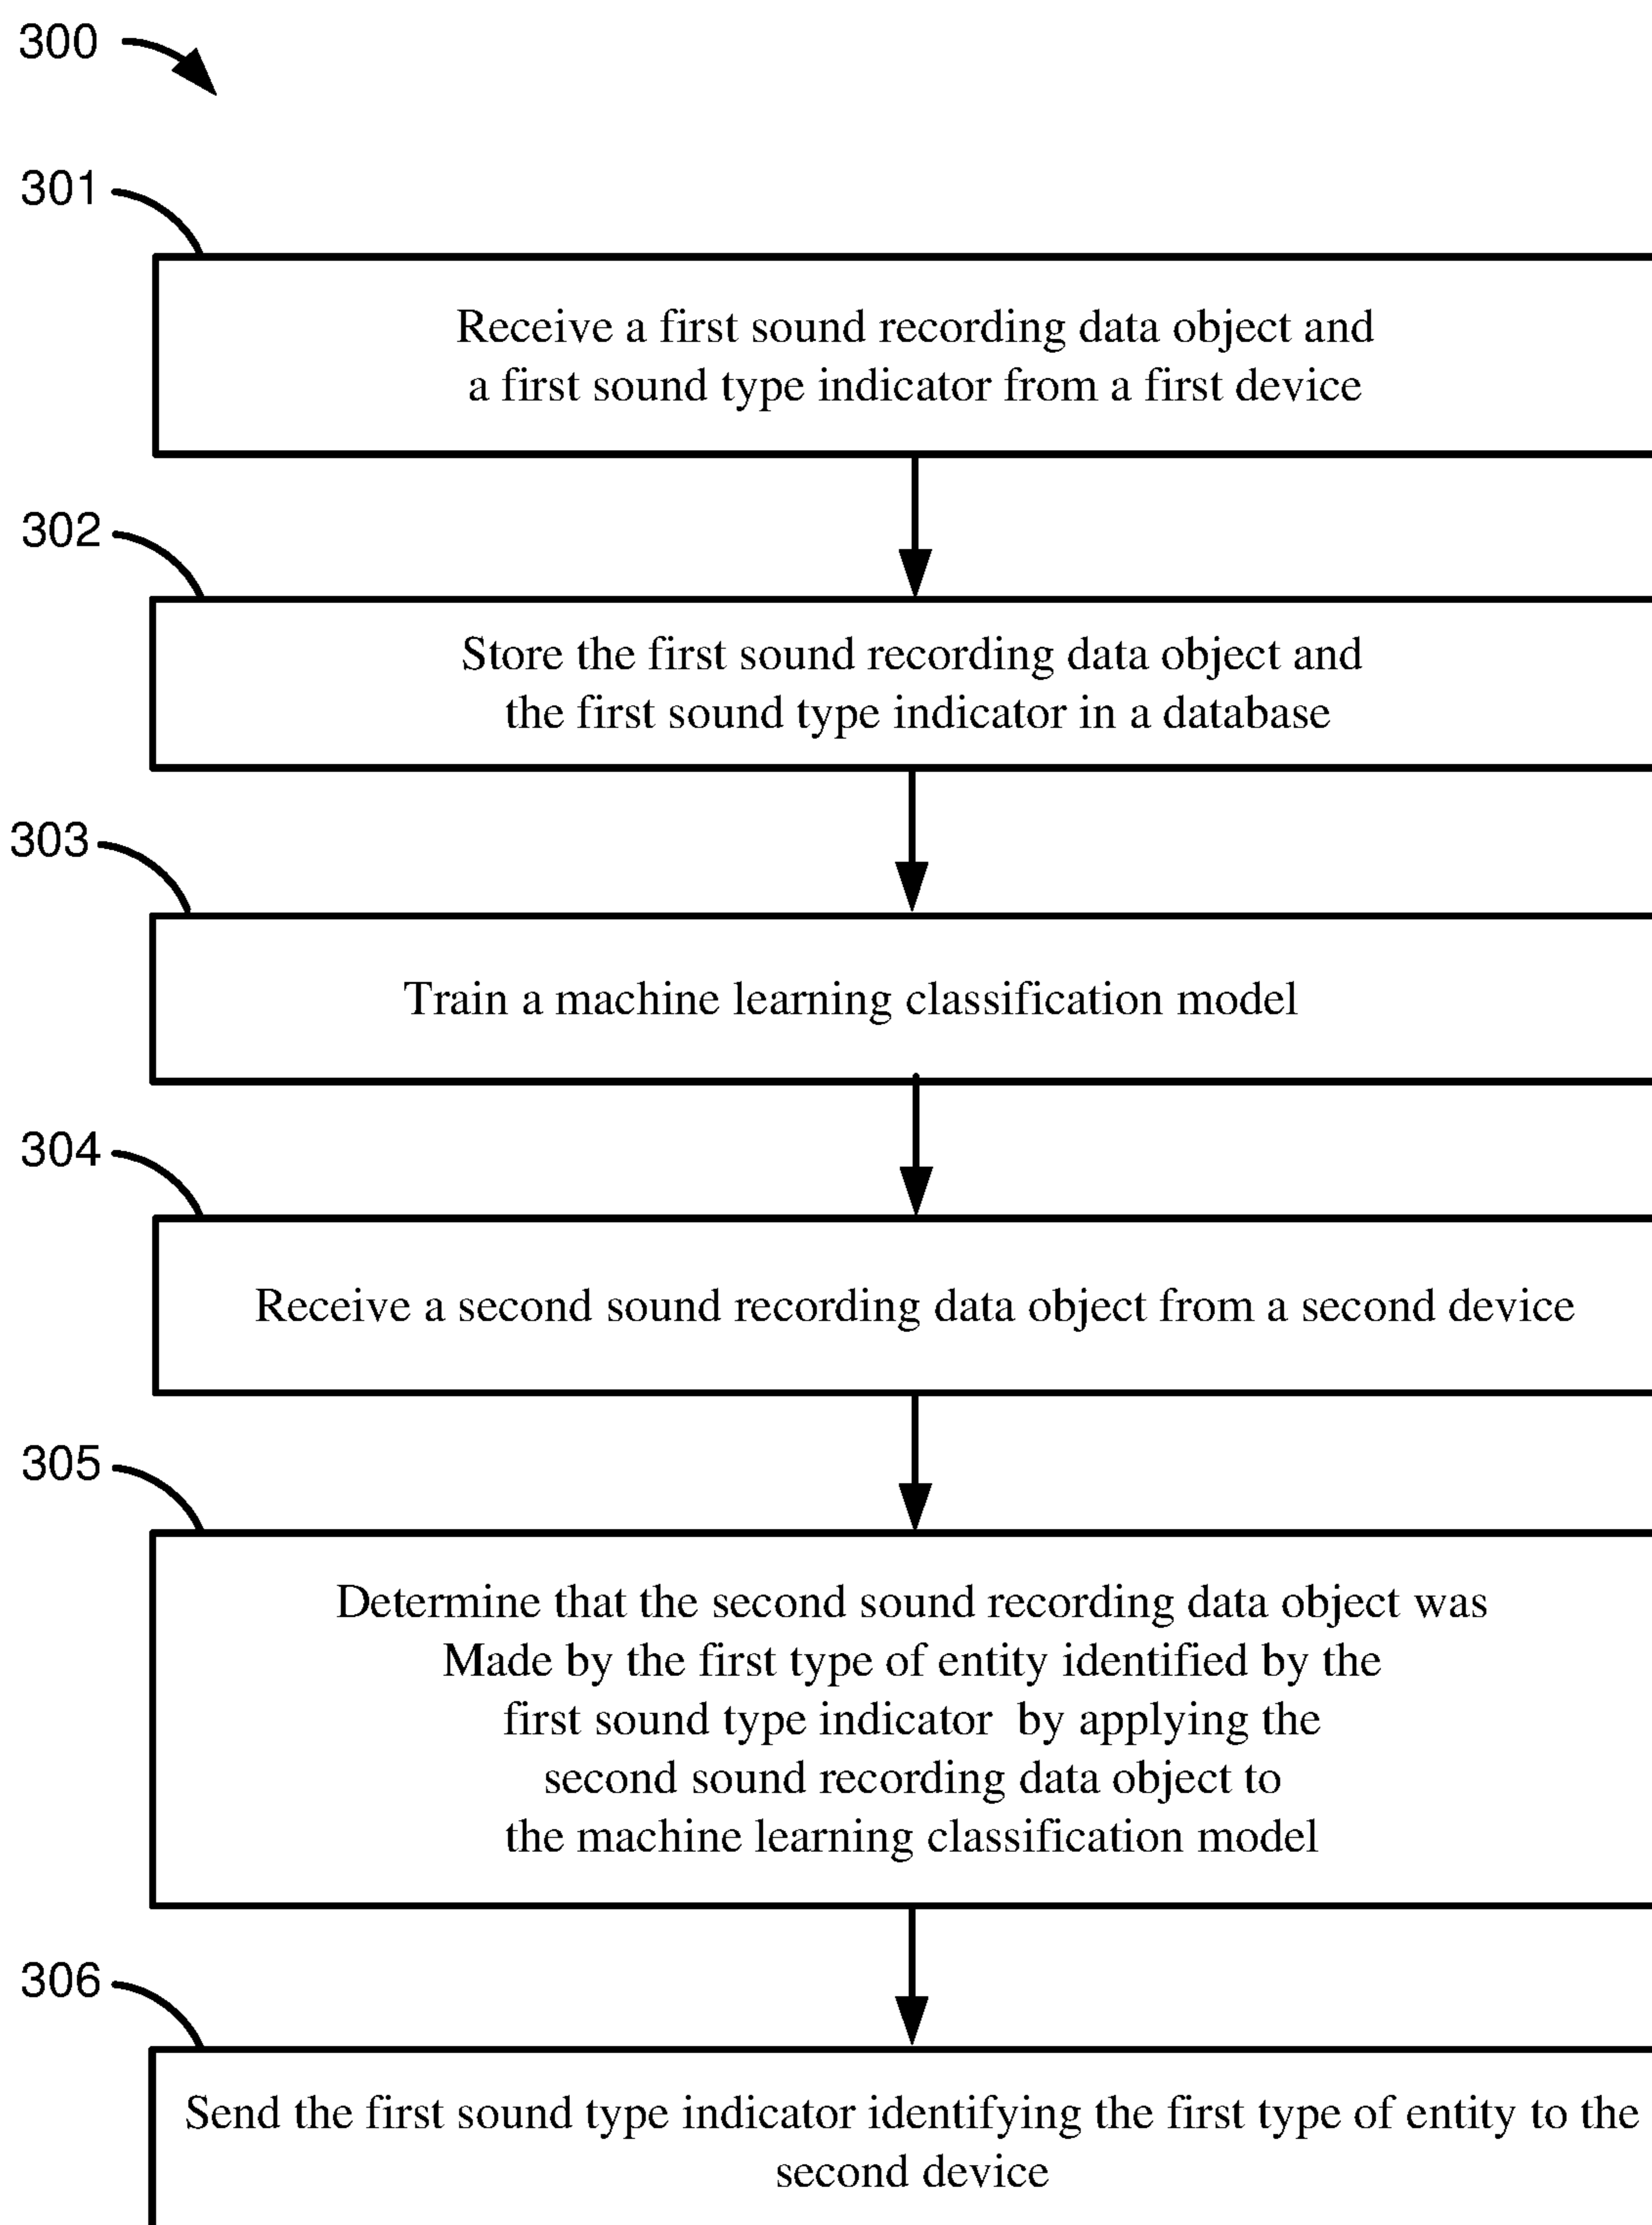 300
301
Receive a first sound recording data object and
a first sound type indicator from a first device
302
Store the first sound recording data object and
the first sound type indicator in a database
303
Train a machine learning classification model
304
Receive a second sound recording data object from a second device
305
Determine that the second sound recording data object was
Made by the first type of entity identified by the
first sound type indicator  by applying the
second sound recording data object to
the machine learning classification model
306
Send the first sound type indicator identifying the first type of entity to the
second device